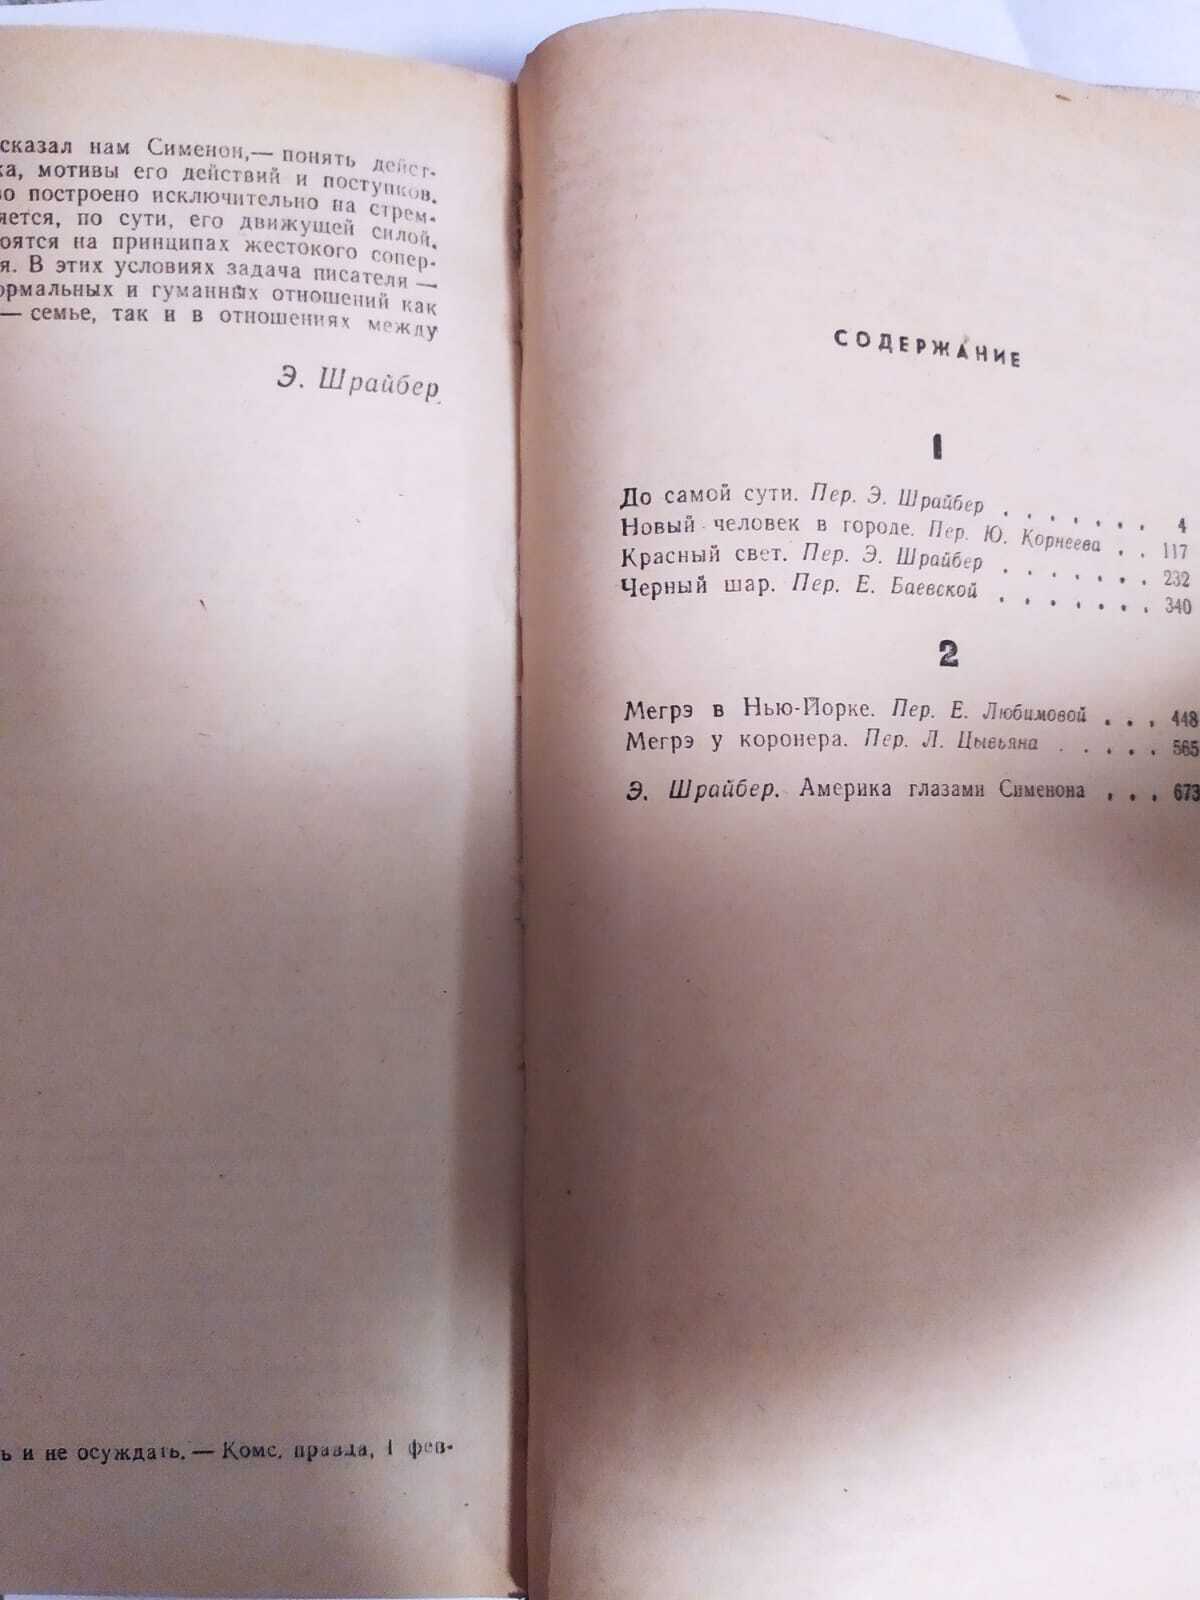 сказал нам Сименон,— понять дейст-
ка, мотивы его действий и поступков.
во построено исключительно на стрем-
яется, по сути, его движущей силой.
оятся на принципах жестокого сопер-
я. В этих условиях задача писателя —
ормальных и гуманных отношений как
— семье, так и в отношениях между
Э. Шрайбер
ь и не осуждать.— Комс. правда, 1 фев-
СОДЕРЖАНИЕ
1
До самой сути. Пер. Э. Шрайбер . . . . . . . 4
Новый человек в городе. Пер. Ю. Корнеева . . 117
Красный свет. Пер. Э. Шрайбер . . . . . . . 232
Черный шар. Пер. Е. Баевской . . . . . . . 340
2
Мегрэ в Нью-Йорке. Пер. Е. Любимовой . . . 448
Мегрэ у коронера. Пер. Л. Цывьяна . . . . . 565
Э. Шрайбер. Америка глазами Сименона . . . 673